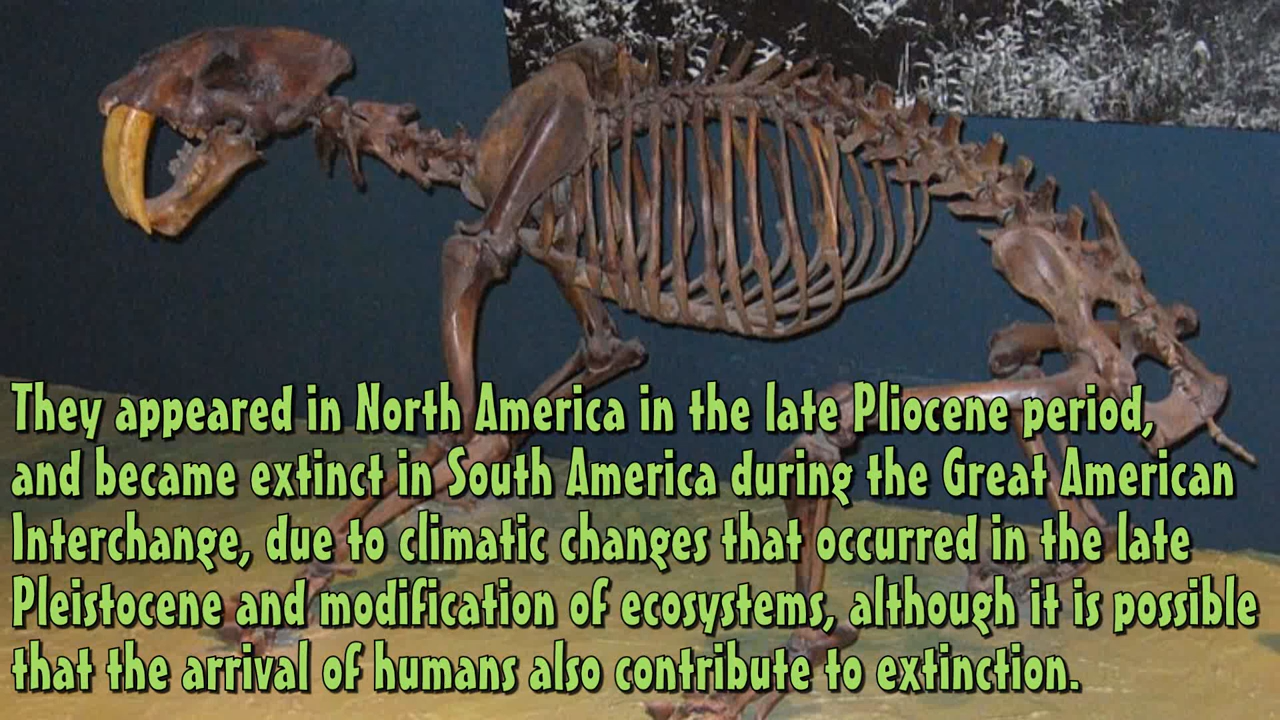 They appeared in North America in the late Pliocene period,
and became extinct in South America during the Great American
Interchange, due to climatic changes that occurred in the late
Pleistocene and modification of ecosystems, although it is possible
that the arrival of humans also contribute to extinction.